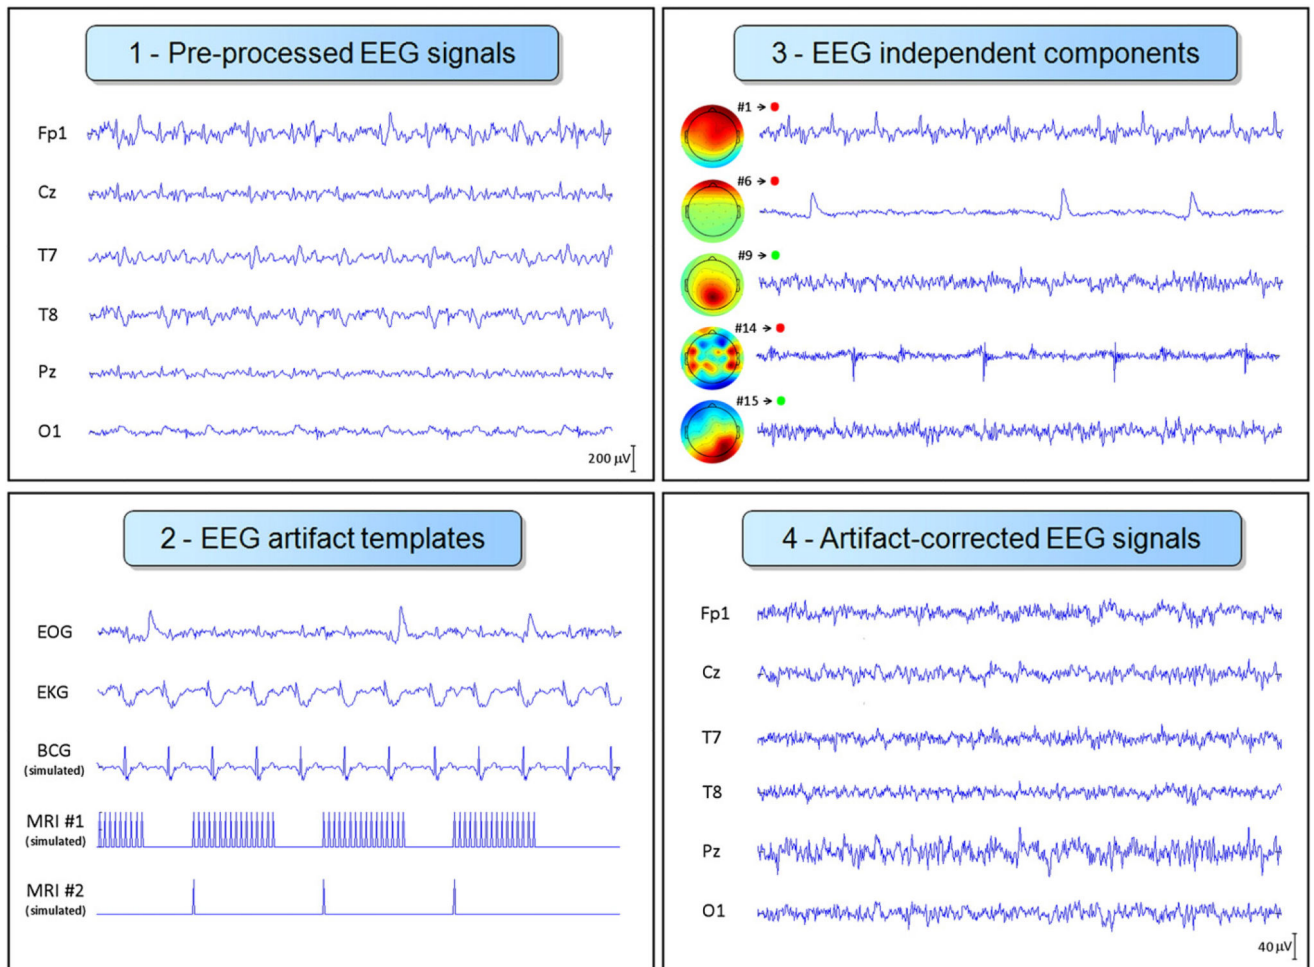 1 - Pre-processed EEG signals
Fp1
Cz
T7
T8
Pz
O1
200 µV
2 - EEG artifact templates
EOG
EKG
BCG
(simulated)
MRI #1
(simulated)
MRI #2
(simulated)
3 - EEG independent components
#1 →
#6 →
#9 →
#14 →
#15 →
4 - Artifact-corrected EEG signals
Fp1
Cz
T7
T8
Pz
O1
40 µV